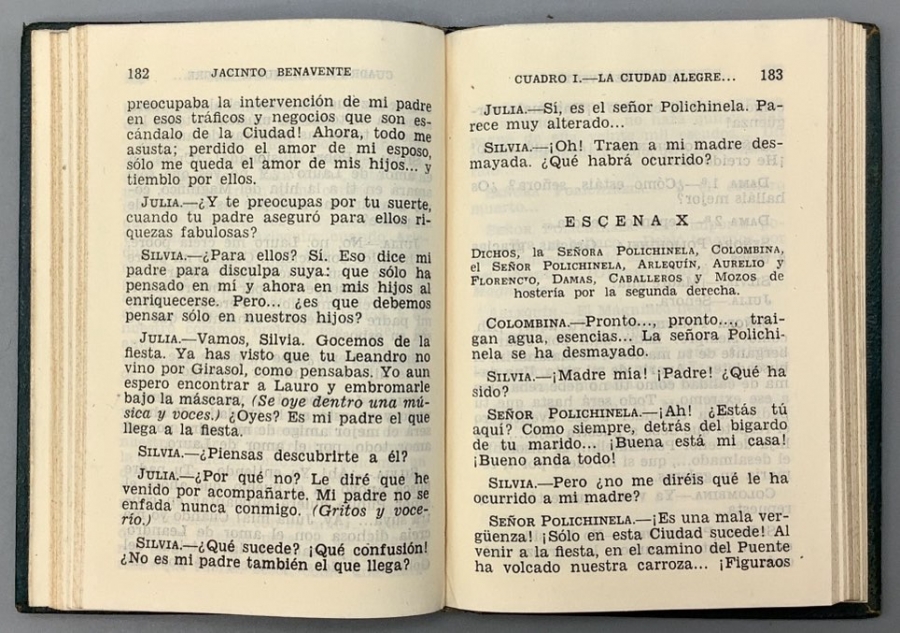 182 JACINTO BENAVENTE
preocupaba la intervención de mi padre
en esos tráficos y negocios que son es-
cándalo de la Ciudad! Ahora, todo me
asusta; perdido el amor de mi esposo,
sólo me queda el amor de mis hijos... y
tiemblo por ellos.
JULIA.—¿Y te preocupas por tu suerte,
cuando tu padre aseguró para ellos ri-
quezas fabulosas?
SILVIA.—¿Para ellos? Sí. Eso dice mi
padre para disculpa suya: que sólo ha
pensado en mí y ahora en mis hijos al
enriquecerse. Pero... ¿es que debemos
pensar sólo en nuestros hijos?
JULIA.—Vamos, Silvia. Gocemos de la
fiesta. Ya has visto que tu Leandro no
vino por Girasol, como pensabas. Yo aun
espero encontrar a Lauro y embromarle
bajo la máscara, (Se oye dentro una mú-
sica y voces.) ¿Oyes? Es mi padre el que
llega a la fiesta.
SILVIA.—¿Piensas descubrirte a él?
JULIA.—¿Por qué no? Le diré que he
venido por acompañarte. Mi padre no se
enfada nunca conmigo. (Gritos y voce-
río.)
SILVIA.—¿Qué sucede? ¡Qué confusión!
¿No es mi padre también el que llega?
CUADRO I.—LA CIUDAD ALEGRE... 183
JULIA.—Sí, es el señor Polichinela. Pa-
rece muy alterado...
SILVIA.—¡Oh! Traen a mi madre des-
mayada. ¿Qué habrá ocurrido?
ESCENA X
DICHOS, la SEÑORA POLICHINELA, COLOMBINA,
el SEÑOR POLICHINELA, ARLEQUÍN, AURELIO y
FLORENCIO, DAMAS, CABALLEROS y MOZOS de
hostería por la segunda derecha.
COLOMBINA.—Pronto..., pronto..., trai-
gan agua, esencias... La señora Polichi-
nela se ha desmayado.
SILVIA.—¡Madre mía! ¡Padre! ¿Qué ha
sido?
SEÑOR POLICHINELA.—¡Ah! ¿Estás tú
aquí? Como siempre, detrás del bigardo
de tu marido... ¡Buena está mi casa!
¡Bueno anda todo!
SILVIA.—Pero ¿no me diréis qué le ha
ocurrido a mi madre?
SEÑOR POLICHINELA.—¡Es una mala ver-
güenza! ¡Sólo en esta Ciudad sucede! Al
venir a la fiesta, en el camino del Puente
ha volcado nuestra carroza... ¡Figuraos